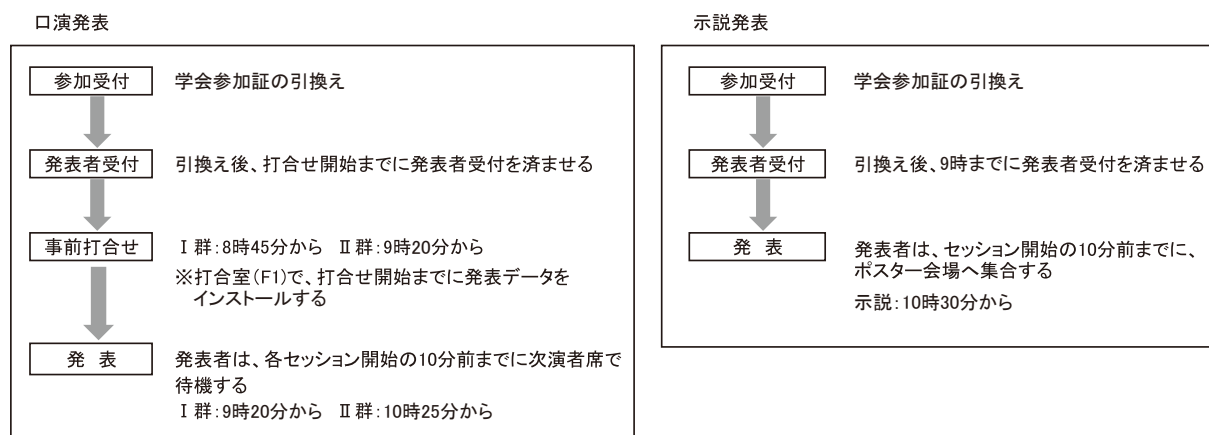 口演発表
参加受付 学会参加証の引換え
発表者受付 引換え後、打合せ開始までに発表者受付を済ませる
事前打合せ Ⅰ群:8時45分から Ⅱ群:9時20分から
※打合室(F1)で、打合せ開始までに発表データを
インストールする
発 表 発表者は、各セッション開始の10分前までに次演者席で
待機する
Ⅰ群:9時20分から Ⅱ群:10時25分から
示説発表
参加受付 学会参加証の引換え
発表者受付 引換え後、9時までに発表者受付を済ませる
発 表 発表者は、セッション開始の10分前までに、
ポスター会場へ集合する
示説:10時30分から